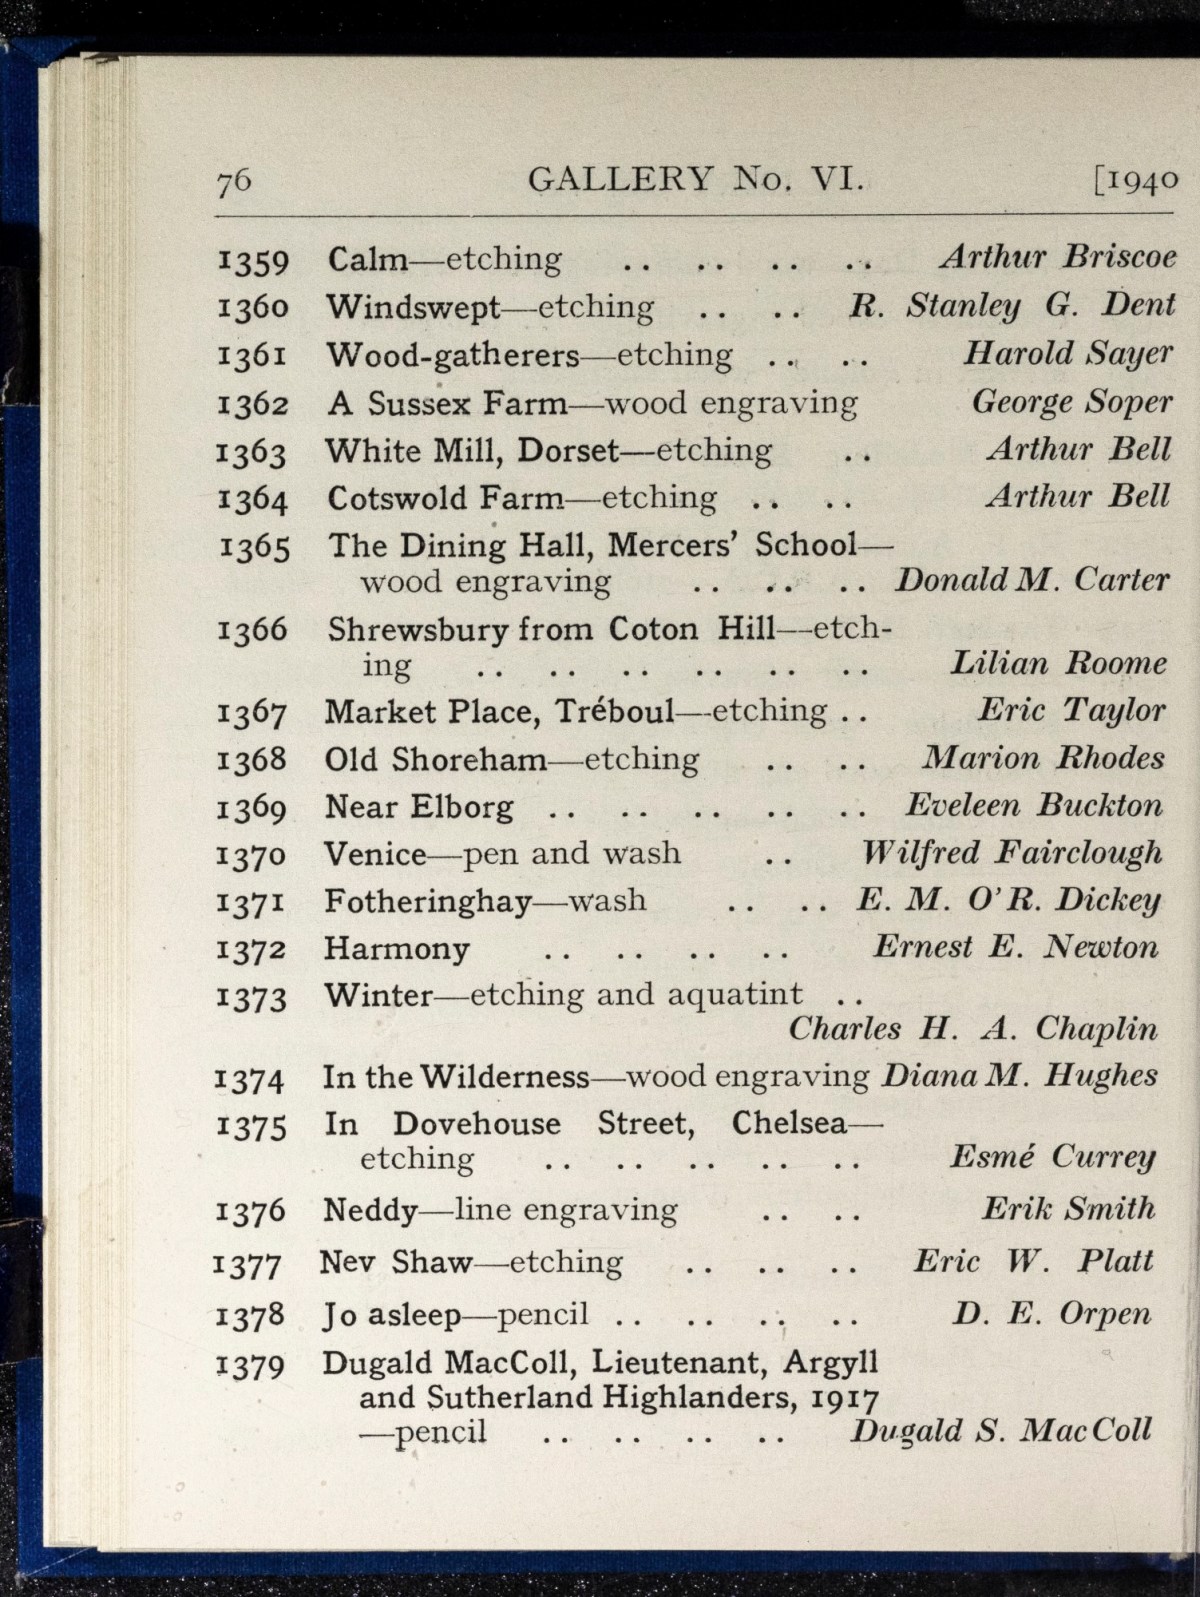 76 GALLERY No. VI. [1940
1359 Calm—etching .. .. .. .. Arthur Briscoe
1360 Windswept—etching .. .. R. Stanley G. Dent
1361 Wood-gatherers—etching .. .. Harold Sayer
1362 A Sussex Farm—wood engraving George Soper
1363 White Mill, Dorset—etching .. Arthur Bell
1364 Cotswold Farm—etching .. .. Arthur Bell
1365 The Dining Hall, Mercers' School—
wood engraving .. .. .. Donald M. Carter
1366 Shrewsbury from Coton Hill—etch-
ing .. .. .. .. .. .. Lilian Roome
1367 Market Place, Tréboul—etching .. Eric Taylor
1368 Old Shoreham—etching .. .. Marion Rhodes
1369 Near Elborg .. .. .. .. .. Eveleen Buckton
1370 Venice—pen and wash .. Wilfred Fairclough
1371 Fotheringhay—wash .. .. E. M. O'R. Dickey
1372 Harmony .. .. .. .. Ernest E. Newton
1373 Winter—etching and aquatint ..
Charles H. A. Chaplin
1374 In the Wilderness—wood engraving Diana M. Hughes
1375 In Dovehouse Street, Chelsea—
etching .. .. .. .. .. Esmé Currey
1376 Neddy—line engraving .. .. Erik Smith
1377 Nev Shaw—etching .. .. .. Eric W. Platt
1378 Jo asleep—pencil .. .. .. .. D. E. Orpen
1379 Dugald MacColl, Lieutenant, Argyll
and Sutherland Highlanders, 1917
—pencil .. .. .. .. Dugald S. MacColl